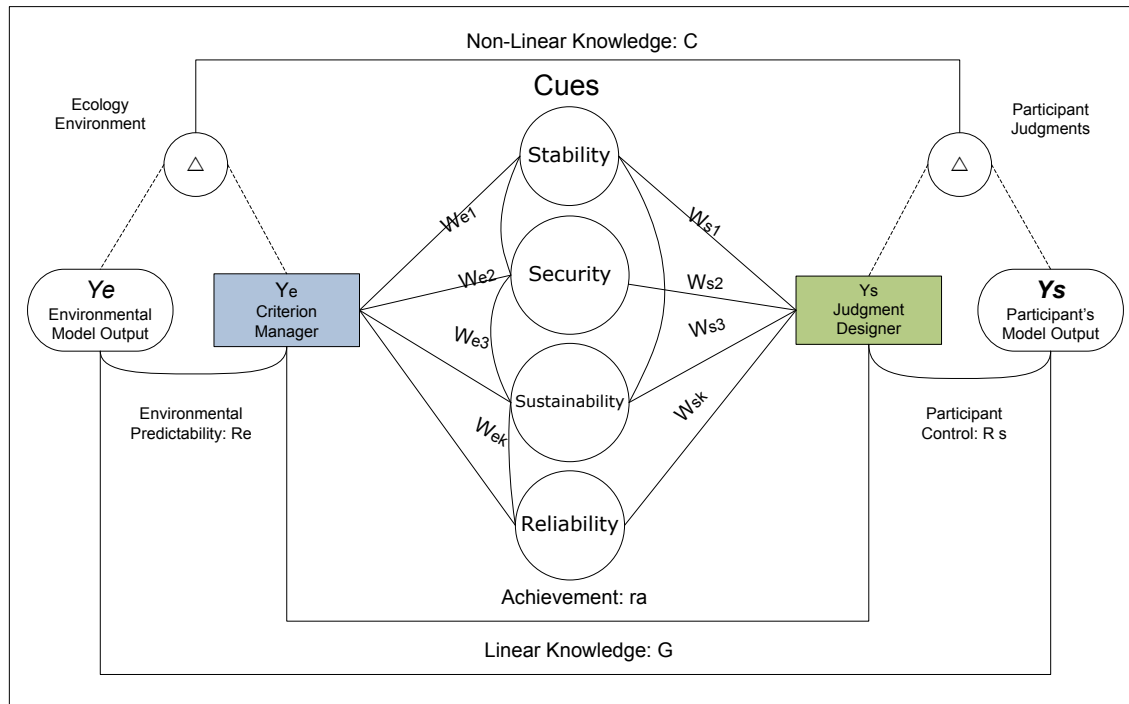 Non-Linear Knowledge: C
Cues
Ecology
Environment
Participant
Judgments
△
△
Stability
We1
Ws1
Security
We2
Ws2
Ye
Environmental
Model Output
Ye
Criterion
Manager
Ys
Judgment
Designer
Ys
Participant's
Model Output
We3
Ws3
Sustainability
Wek
Wsk
Environmental
Predictability: Re
Participant
Control: R s
Reliability
Achievement: ra
Linear Knowledge: G